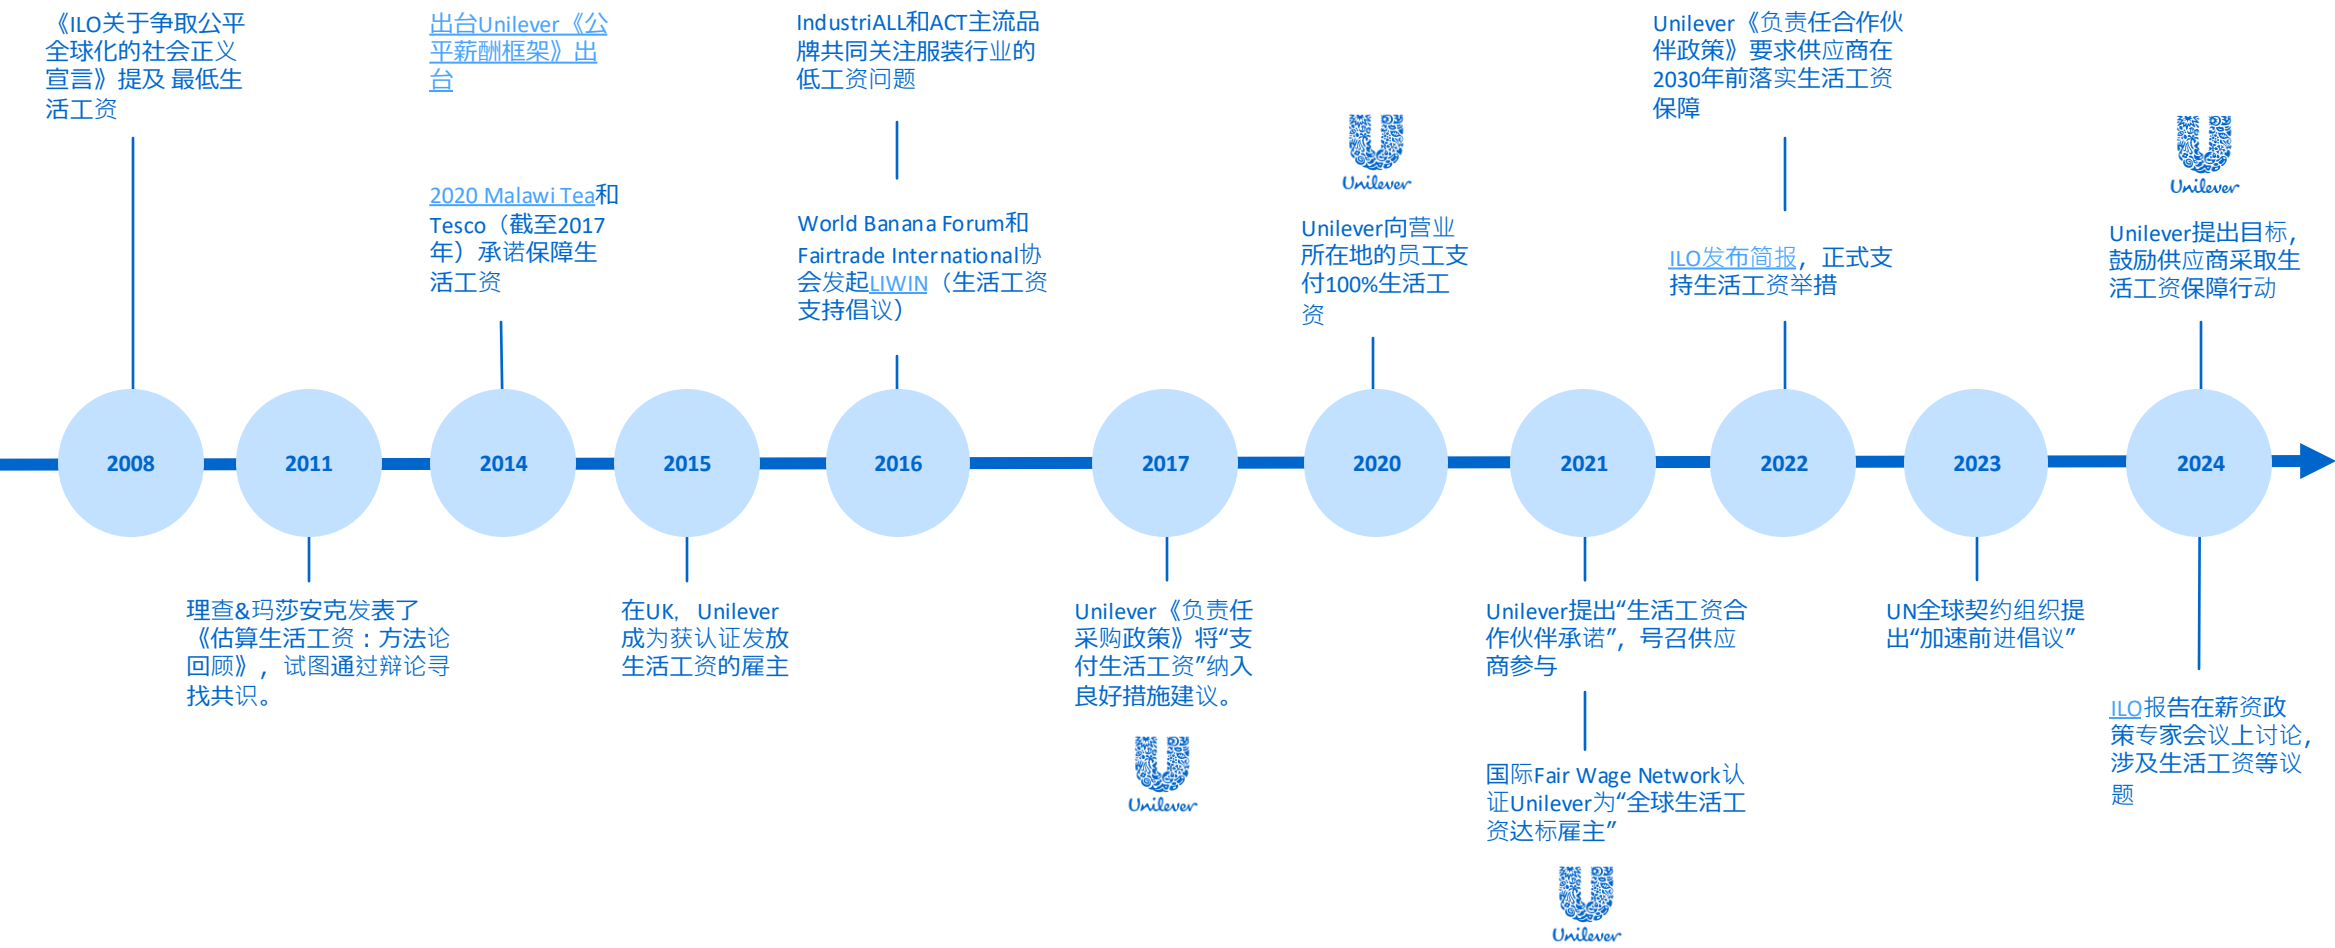 《ILO关于争取公平
全球化的社会正义
宣言》提及 最低生
活工资
出台Unilever《公
平薪酬框架》出
台
2020 Malawi Tea和
Tesco（截至2017
年）承诺保障生
活工资
IndustriALL和ACT主流品
牌共同关注服装行业的
低工资问题
World Banana Forum和
Fairtrade International协
会发起LIWIN（生活工资
支持倡议）
Unilever
Unilever向营业
所在地的员工支
付100%生活工
资
Unilever《负责任合作伙
伴政策》要求供应商在
2030年前落实生活工资
保障
ILO发布简报，正式支
持生活工资举措
Unilever
Unilever提出目标，
鼓励供应商采取生
活工资保障行动
2008
2011
2014
2015
2016
2017
2020
2021
2022
2023
2024
理查&玛莎安克发表了
《估算生活工资：方法论
回顾》，试图通过辩论寻
找共识。
在UK，Unilever
成为获认证发放
生活工资的雇主
Unilever《负责任
采购政策》将“支
付生活工资”纳入
良好措施建议。
Unilever
Unilever提出“生活工资合
作伙伴承诺”，号召供应
商参与
国际Fair Wage Network认
证Unilever为“全球生活工
资达标雇主”
Unilever
UN全球契约组织提
出“加速前进倡议”
ILO报告在薪资政
策专家会议上讨论，
涉及生活工资等议
题